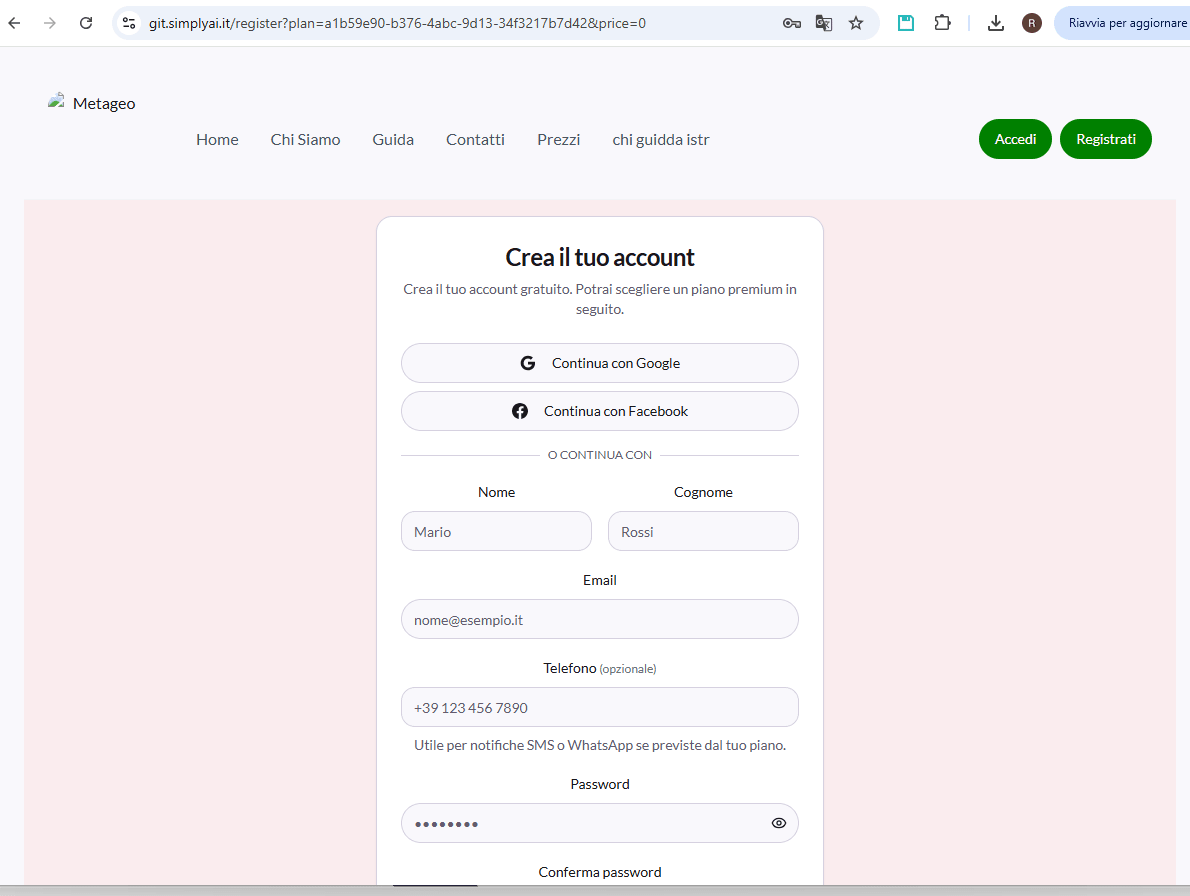 git.simplyai.it/register?plan=a1b59e90-b376-4abc-9d13-34f3217b7d42&price=0
R
Riavvia per aggiornare
Metageo
Home Chi Siamo Guida Contatti Prezzi chi guidda istr Accedi Registrati
Crea il tuo account
Crea il tuo account gratuito. Potrai scegliere un piano premium in
seguito.
Continua con Google
Continua con Facebook
O CONTINUA CON
Nome Cognome
Mario Rossi
Email
nome@esempio.it
Telefono (opzionale)
+39 123 456 7890
Utile per notifiche SMS o WhatsApp se previste dal tuo piano.
Password
••••••••
Conferma password